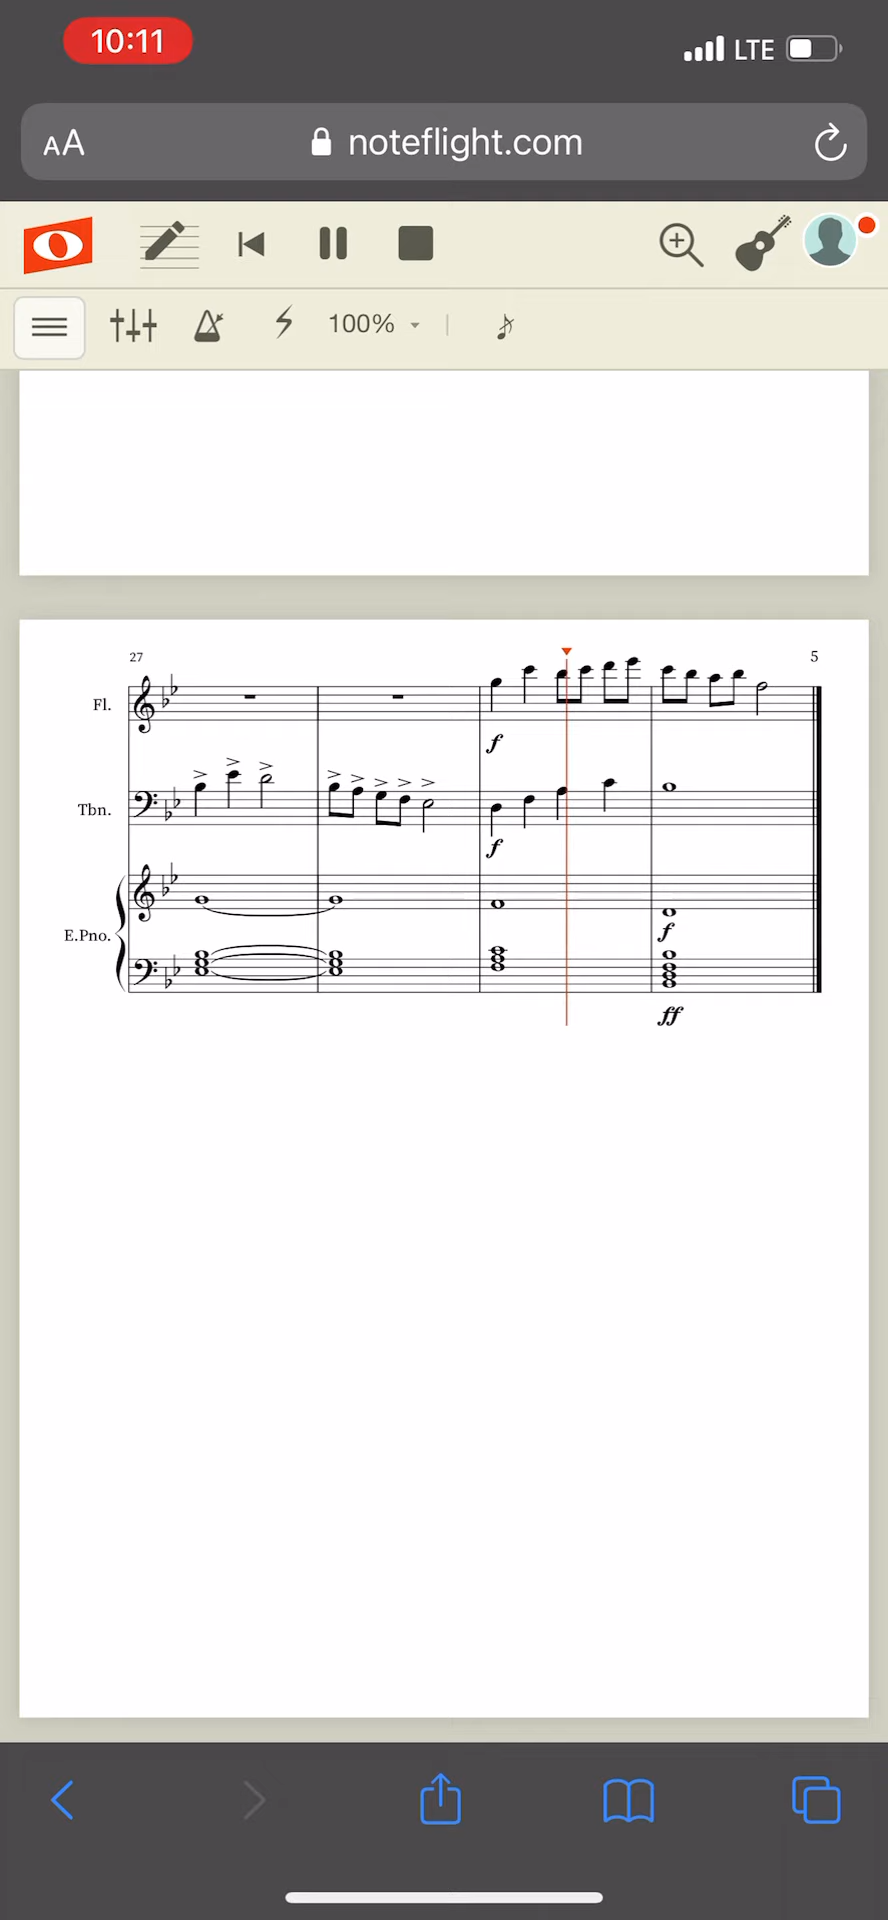 10:11
LTE
AA
noteflight.com
100%
27
5
Fl.
f
Tbn.
f
E.Pno.
f
ff